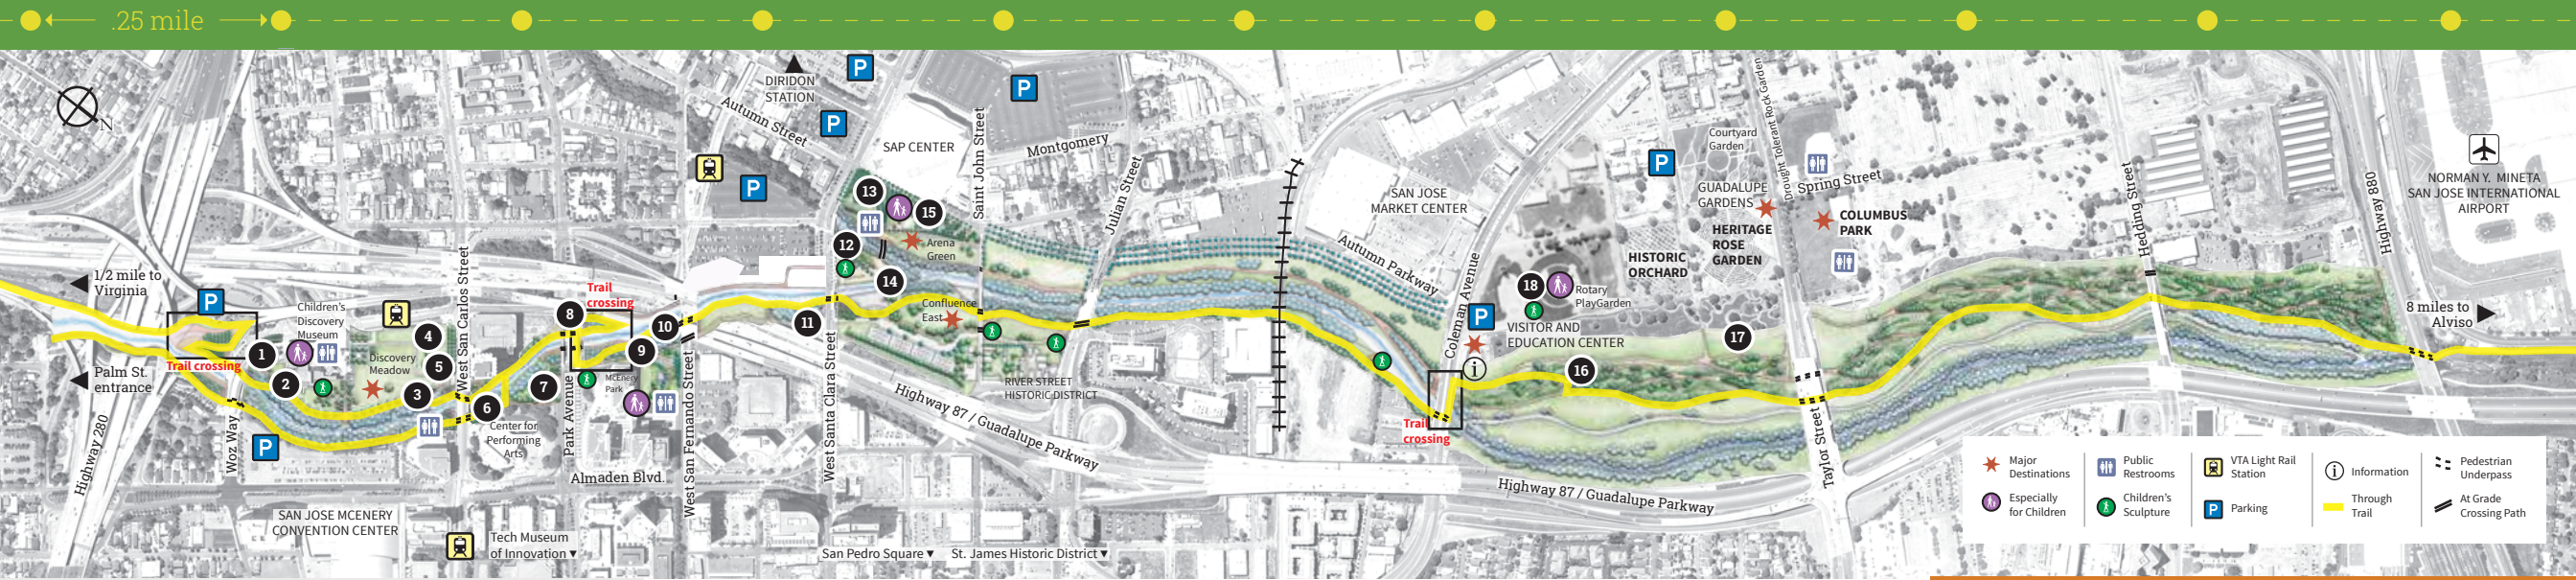 .25 mile
N
1/2 mile to
Virginia
Palm St.
entrance
Highway 280
Trail crossing
Woz Way
1
2
Children's
Discovery
Museum
Discovery
Meadow
3
4
5
SAN JOSE MCENERY
CONVENTION CENTER
West San Carlos Street
6
Center for
Performing
Arts
Tech Museum
of Innovation ▾
7
8
Trail
crossing
9
McEnery
Park
10
Park Avenue
Almaden Blvd.
West San Fernando Street
DIRIDON
STATION
Autumn Street
11
West Santa Clara Street
12
13
14
15
SAP CENTER
Arena
Green
Confluence
East
Saint John Street
Montgomery
Julian Street
RIVER STREET
HISTORIC DISTRICT
Highway 87 / Guadalupe Parkway
San Pedro Square ▾
St. James Historic District ▾
SAN JOSE
MARKET CENTER
Autumn Parkway
Coleman Avenue
Trail
crossing
i
P
18
Rotary
PlayGarden
VISITOR AND
EDUCATION CENTER
16
17
HISTORIC
ORCHARD
HERITAGE
ROSE
GARDEN
GUADALUPE
GARDENS
Courtyard
Garden
Drought Tolerant Rock Garden
Spring Street
COLUMBUS
PARK
Taylor Street
Highway 87 / Guadalupe Parkway
Hedding Street
Highway 880
NORMAN Y. MINETA
SAN JOSE INTERNATIONAL
AIRPORT
8 miles to
Alviso
Major
Destinations
Especially
for Children
Public
Restrooms
Children's
Sculpture
VTA Light Rail
Station
P Parking
i Information
Through
Trail
Pedestrian
Underpass
At Grade
Crossing Path